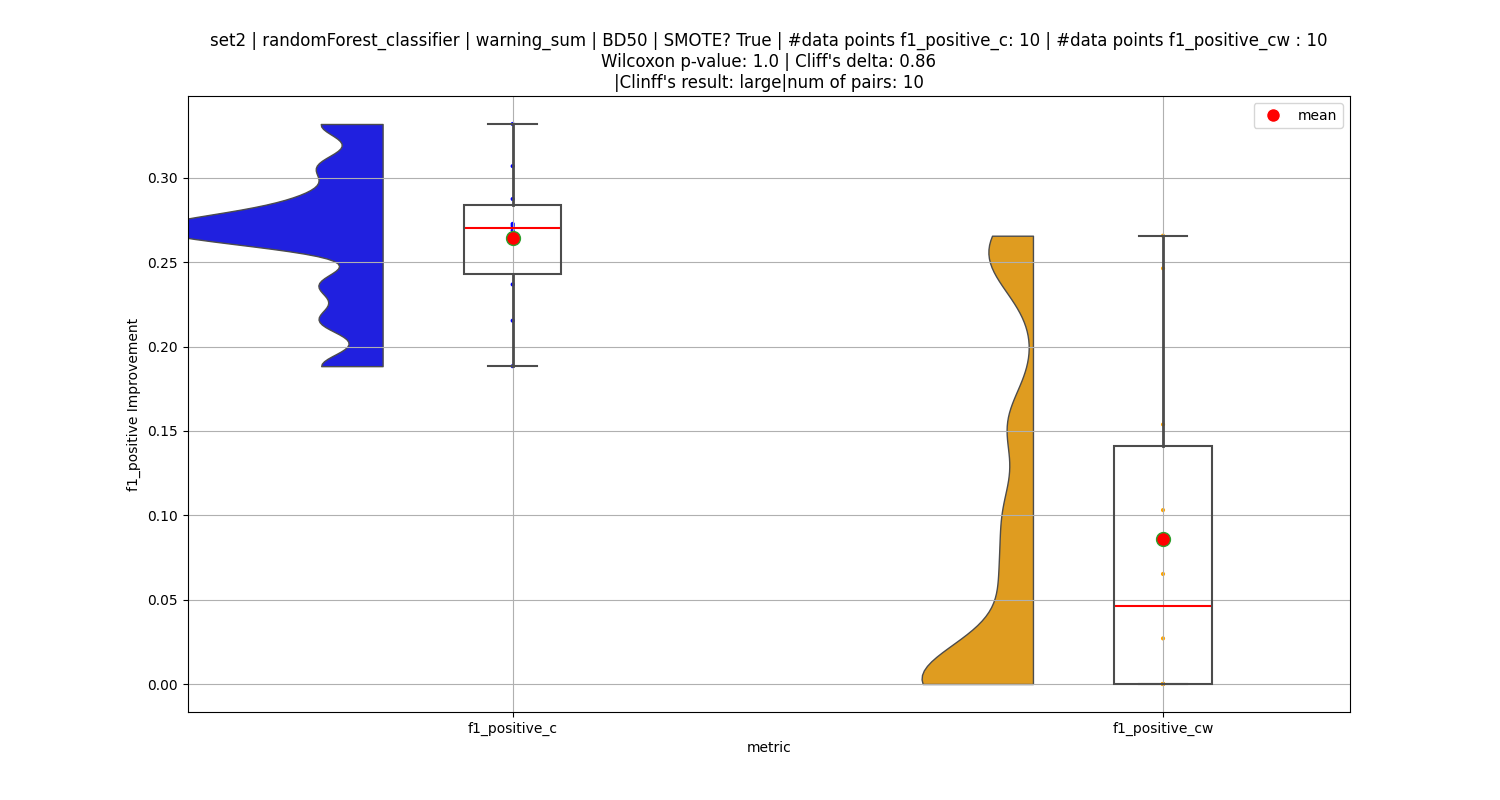 set2 | randomForest_classifier | warning_sum | BD50 | SMOTE? True | #data points f1_positive_c: 10 | #data points f1_positive_cw : 10
Wilcoxon p-value: 1.0 | Cliff's delta: 0.86
|Clinff's result: large|num of pairs: 10
mean
0.30
0.25
0.20
0.15
0.10
0.05
0.00
f1_positive Improvement
f1_positive_c
f1_positive_cw
metric